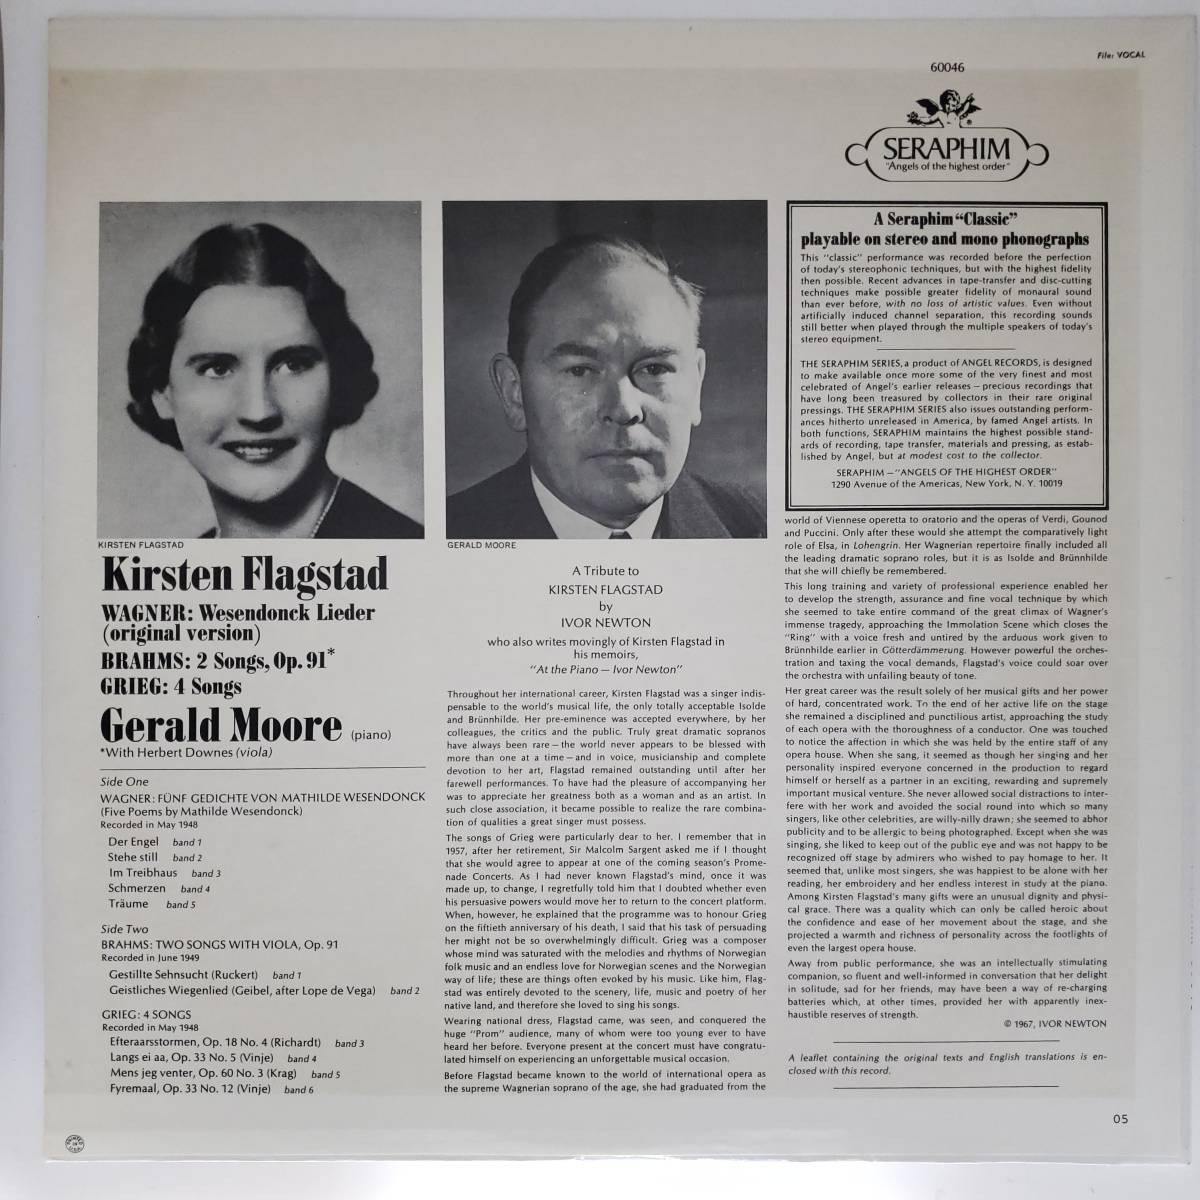 File: VOCAL
60046
SERAPHIM
"Angels of the highest order"
KIRSTEN FLAGSTAD
GERALD MOORE
Kirsten Flagstad
WAGNER: Wesendonck Lieder
(original version)
BRAHMS: 2 Songs, Op. 91*
GRIEG: 4 Songs
Gerald Moore (piano)
*With Herbert Downes (viola)
Side One
WAGNER: FÜNF GEDICHTE VON MATHILDE WESENDONCK
(Five Poems by Mathilde Wesendonck)
Recorded in May 1948
Der Engel band 1
Stehe still band 2
Im Treibhaus band 3
Schmerzen band 4
Träume band 5
Side Two
BRAHMS: TWO SONGS WITH VIOLA, Op. 91
Recorded in June 1949
Gestillte Sehnsucht (Ruckert) band 1
Geistliches Wiegenlied (Geibel, after Lope de Vega) band 2
GRIEG: 4 SONGS
Recorded in May 1948
Efteraarsstormen, Op. 18 No. 4 (Richardt) band 3
Langs ei aa, Op. 33 No. 5 (Vinje) band 4
Mens jeg venter, Op. 60 No. 3 (Krag) band 5
Fyremaal, Op. 33 No. 12 (Vinje) band 6
A Tribute to
KIRSTEN FLAGSTAD
by
IVOR NEWTON
who also writes movingly of Kirsten Flagstad in
his memoirs,
"At the Piano — Ivor Newton"
Throughout her international career, Kirsten Flagstad was a singer indis-
pensable to the world's musical life, the only totally acceptable Isolde
and Brünnhilde. Her pre-eminence was accepted everywhere, by her
colleagues, the critics and the public. Truly great dramatic sopranos
have always been rare — the world never appears to be blessed with
more than one at a time — and in voice, musicianship and complete
devotion to her art, Flagstad remained outstanding until after her
farewell performances. To have had the pleasure of accompanying her
was to appreciate her greatness both as a woman and as an artist. In
such close association, it became possible to realize the rare combina-
tion of qualities a great singer must possess.
The songs of Grieg were particularly dear to her. I remember that in
1957, after her retirement, Sir Malcolm Sargent asked me if I thought
that she would agree to appear at one of the coming season's Prome-
nade Concerts. As I had never known Flagstad's mind, once it was
made up, to change, I regretfully told him that I doubted whether even
his persuasive powers would move her to return to the concert platform.
When, however, he explained that the programme was to honour Grieg
on the fiftieth anniversary of his death, I said that his task of persuading
her might not be so overwhelmingly difficult. Grieg was a composer
whose mind was saturated with the melodies and rhythms of Norwegian
folk music and an endless love for Norwegian scenes and the Norwegian
way of life; these are things often evoked by his music. Like him, Flag-
stad was entirely devoted to the scenery, life, music and poetry of her
native land, and therefore she loved to sing his songs.
Wearing national dress, Flagstad came, was seen, and conquered the
huge "Prom" audience, many of whom were too young ever to have
heard her before. Everyone present at the concert must have congratu-
lated himself on experiencing an unforgettable musical occasion.
Before Flagstad became known to the world of international opera as
the supreme Wagnerian soprano of the age, she had graduated from the
A Seraphim "Classic"
playable on stereo and mono phonographs
This "classic" performance was recorded before the perfection
of today's stereophonic techniques, but with the highest fidelity
then possible. Recent advances in tape-transfer and disc-cutting
techniques make possible greater fidelity of monaural sound
than ever before, with no loss of artistic values. Even without
artificially induced channel separation, this recording sounds
still better when played through the multiple speakers of today's
stereo equipment.
THE SERAPHIM SERIES, a product of ANGEL RECORDS, is designed
to make available once more some of the very finest and most
celebrated of Angel's earlier releases — precious recordings that
have long been treasured by collectors in their rare original
pressings. THE SERAPHIM SERIES also issues outstanding perform-
ances hitherto unreleased in America, by famed Angel artists. In
both functions, SERAPHIM maintains the highest possible stand-
ards of recording, tape transfer, materials and pressing, as estab-
lished by Angel, but at modest cost to the collector.
SERAPHIM — "ANGELS OF THE HIGHEST ORDER"
1290 Avenue of the Americas, New York, N. Y. 10019
world of Viennese operetta to oratorio and the operas of Verdi, Gounod
and Puccini. Only after these would she attempt the comparatively light
role of Elsa, in Lohengrin. Her Wagnerian repertoire finally included all
the leading dramatic soprano roles, but it is as Isolde and Brünnhilde
that she will chiefly be remembered.
This long training and variety of professional experience enabled her
to develop the strength, assurance and fine vocal technique by which
she seemed to take entire command of the great climax of Wagner's
immense tragedy, approaching the Immolation Scene which closes the
"Ring" with a voice fresh and untired by the arduous work given to
Brünnhilde earlier in Götterdämmerung. However powerful the orches-
tration and taxing the vocal demands, Flagstad's voice could soar over
the orchestra with unfailing beauty of tone.
Her great career was the result solely of her musical gifts and her power
of hard, concentrated work. To the end of her active life on the stage
she remained a disciplined and punctilious artist, approaching the study
of each opera with the thoroughness of a conductor. One was touched
to notice the affection in which she was held by the entire staff of any
opera house. When she sang, it seemed as though her singing and her
personality inspired everyone concerned in the production to regard
himself or herself as a partner in an exciting, rewarding and supremely
important musical venture. She never allowed social distractions to inter-
fere with her work and avoided the social round into which so many
singers, like other celebrities, are willy-nilly drawn; she seemed to abhor
publicity and to be allergic to being photographed. Except when she was
singing, she liked to keep out of the public eye and was not happy to be
recognized off stage by admirers who wished to pay homage to her. It
seemed that, unlike most singers, she was happiest to be alone with her
reading, her embroidery and her endless interest in study at the piano.
Among Kirsten Flagstad's many gifts were an unusual dignity and physi-
cal grace. There was a quality which can only be called heroic about
the confidence and ease of her movement about the stage, and she
projected a warmth and richness of personality across the footlights of
even the largest opera house.
Away from public performance, she was an intellectually stimulating
companion, so fluent and well-informed in conversation that her delight
in solitude, sad for her friends, may have been a way of re-charging
batteries which, at other times, provided her with apparently inex-
haustible reserves of strength.
© 1967, IVOR NEWTON
A leaflet containing the original texts and English translations is en-
closed with this record.
05